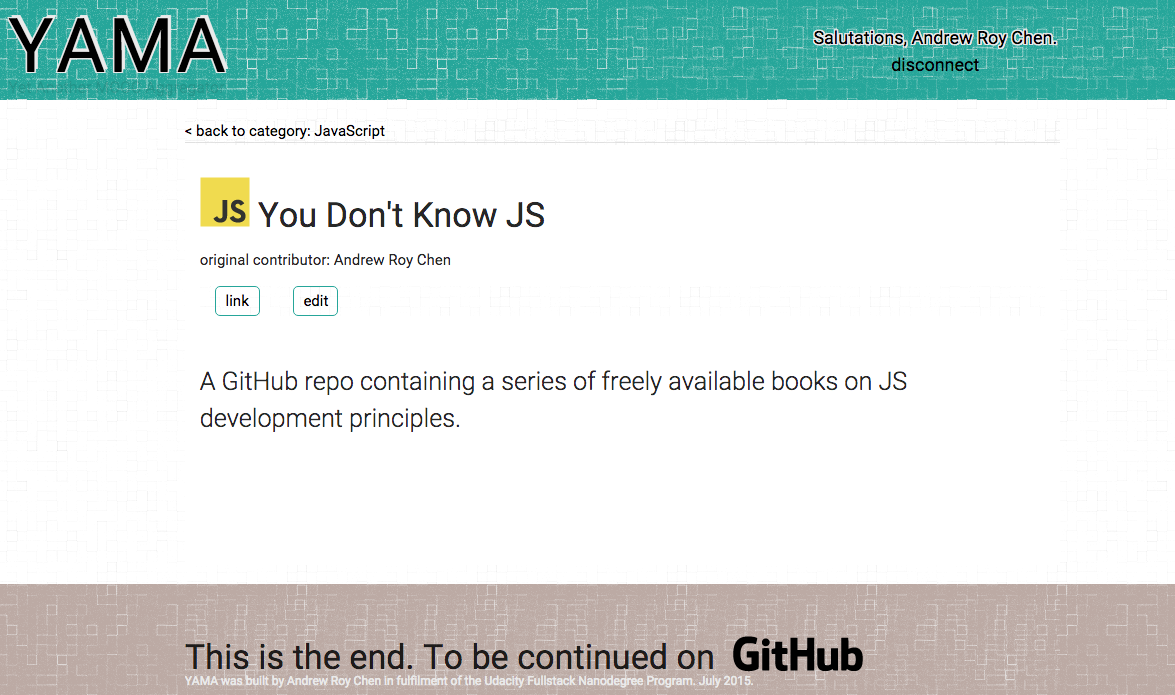 YAMA
Salutations, Andrew Roy Chen.
disconnect
< back to category: JavaScript
JS You Don't Know JS
original contributor: Andrew Roy Chen
link edit
A GitHub repo containing a series of freely available books on JS
development principles.
This is the end. To be continued on GitHub
YAMA was built by Andrew Roy Chen in fulfilment of the Udacity Fullstack Nanodegree Program. July 2015.